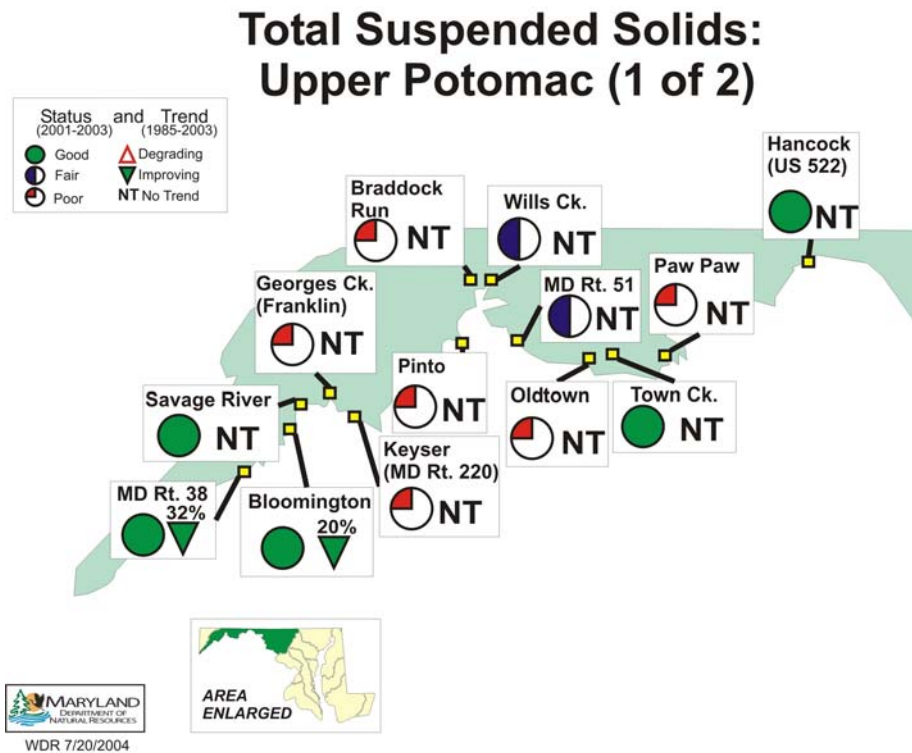 Total Suspended Solids:
Upper Potomac (1 of 2)
Status and Trend
(2001-2003) (1985-2003)
Good Degrading
Fair Improving
Poor NT No Trend
Hancock
(US 522)
NT
Braddock
Run
NT
Wills Ck.
NT
Georges Ck.
(Franklin)
NT
MD Rt. 51
NT
Paw Paw
NT
Pinto
NT
Oldtown
NT
Town Ck.
NT
Savage River
NT
Keyser
(MD Rt. 220)
NT
MD Rt. 38
32%
Bloomington
20%
AREA
ENLARGED
MARYLAND
DEPARTMENT OF
NATURAL RESOURCES
WDR 7/20/2004